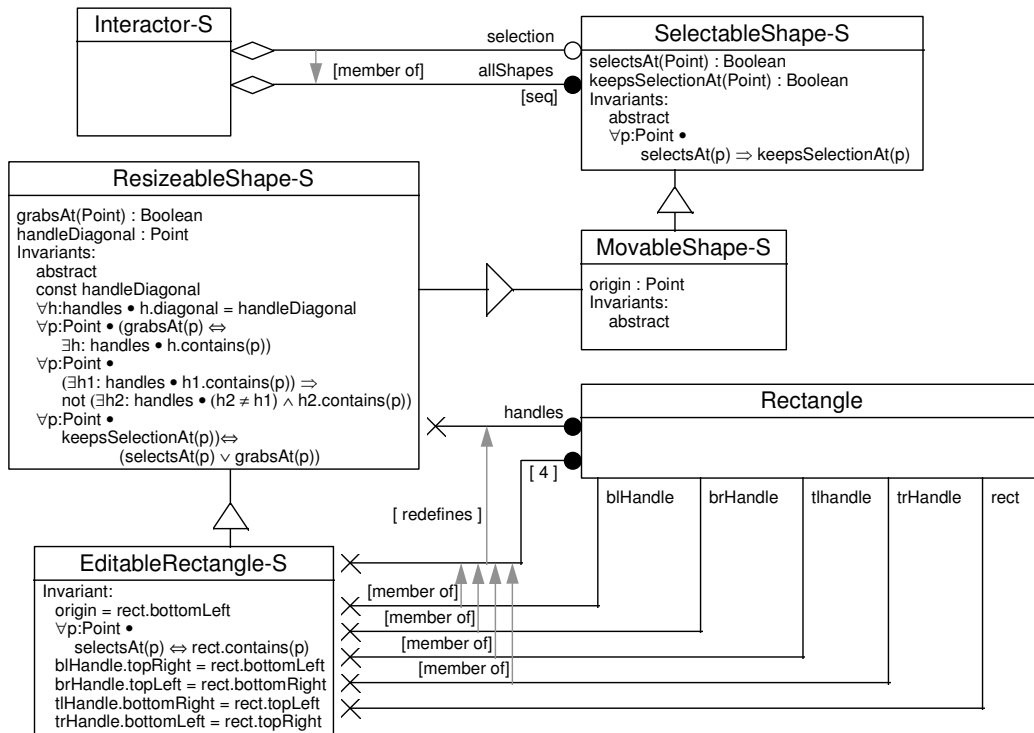 Interactor-S
SelectableShape-S
selection
selectsAt(Point) : Boolean
keepsSelectionAt(Point) : Boolean
Invariants:
abstract
∀p:Point •
selectsAt(p) ⇒ keepsSelectionAt(p)
[member of]
allShapes
[seq]
ResizeableShape-S
grabsAt(Point) : Boolean
handleDiagonal : Point
Invariants:
abstract
const handleDiagonal
∀h:handles • h.diagonal = handleDiagonal
∀p:Point • (grabsAt(p) ⇔
∃h: handles • h.contains(p))
∀p:Point •
(∃h1: handles • h1.contains(p)) ⇒
not (∃h2: handles • (h2 ≠ h1) ∧ h2.contains(p))
∀p:Point •
keepsSelectionAt(p))⇔
(selectsAt(p) ∨ grabsAt(p))
MovableShape-S
origin : Point
Invariants:
abstract
handles
Rectangle
[ 4 ]
blHandle
brHandle
tlhandle
trHandle
rect
[ redefines ]
EditableRectangle-S
Invariant:
origin = rect.bottomLeft
∀p:Point •
selectsAt(p) ⇔ rect.contains(p)
blHandle.topRight = rect.bottomLeft
brHandle.topLeft = rect.bottomRight
tlHandle.bottomRight = rect.topLeft
trHandle.bottomLeft = rect.topRight
[member of]
[member of]
[member of]
[member of]